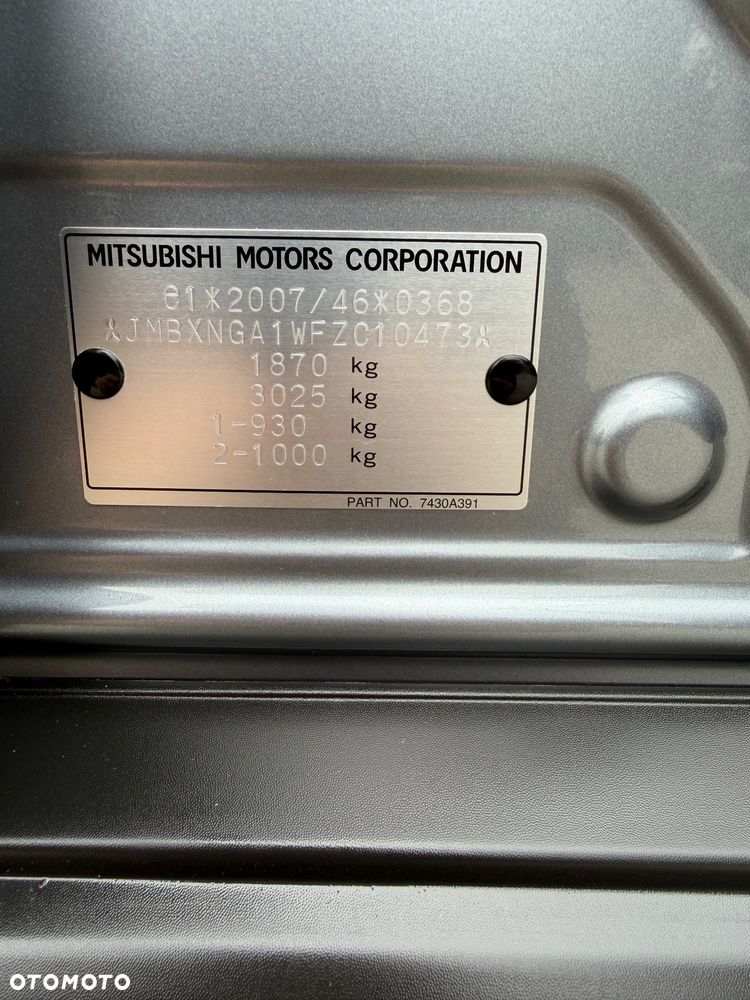 MITSUBISHI MOTORS CORPORATION
e1*2007/46*0368
*JMBXNGA1WFZC10473*
1870 kg
3025 kg
1-930 kg
2-1000 kg
PART NO. 7430A391
OTOMOTO